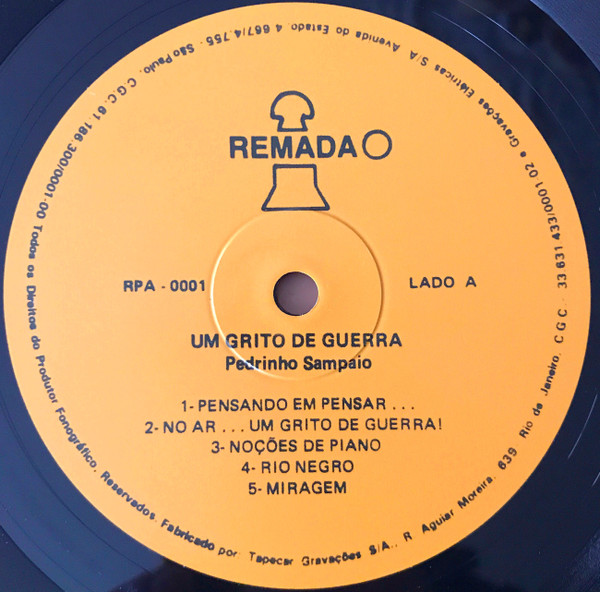 REMADA
RPA - 0001
LADO A
UM GRITO DE GUERRA
Pedrinho Sampaio
1- PENSANDO EM PENSAR . . .
2- NO AR . . . UM GRITO DE GUERRA!
3- NOÇÕES DE PIANO
4- RIO NEGRO
5- MIRAGEM
Todos os Direitos do Produtor Fonográfico, Reservados. Fabricado por: Tapecar Gravações S/A., R. Aguiar Moreira, 639, Rio de Janeiro, C.G.C.: 33 631 433/0001 02 e Gravações Elétricas S/A Avenida do Estado, 4 667/4.755 - São Paulo. C.G.C. 61.186.300/0001-00